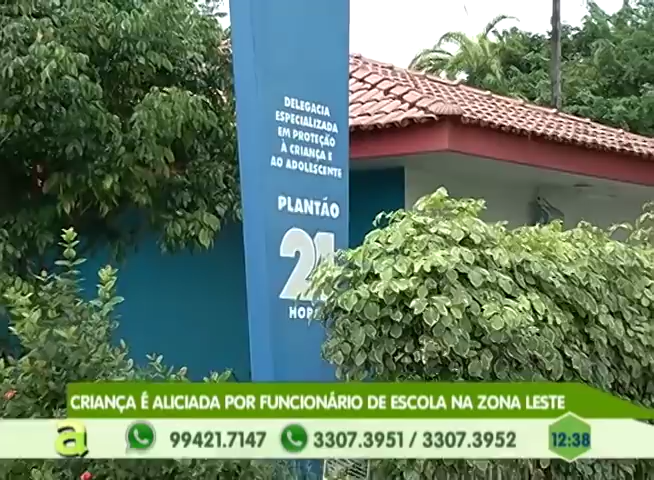 DELEGACIA
ESPECIALIZADA
EM PROTEÇÃO
À CRIANÇA E
AO ADOLESCENTE
PLANTÃO
24
HORAS
CRIANÇA É ALICIADA POR FUNCIONÁRIO DE ESCOLA NA ZONA LESTE
a 99421.7147 3307.3951 / 3307.3952 12:38